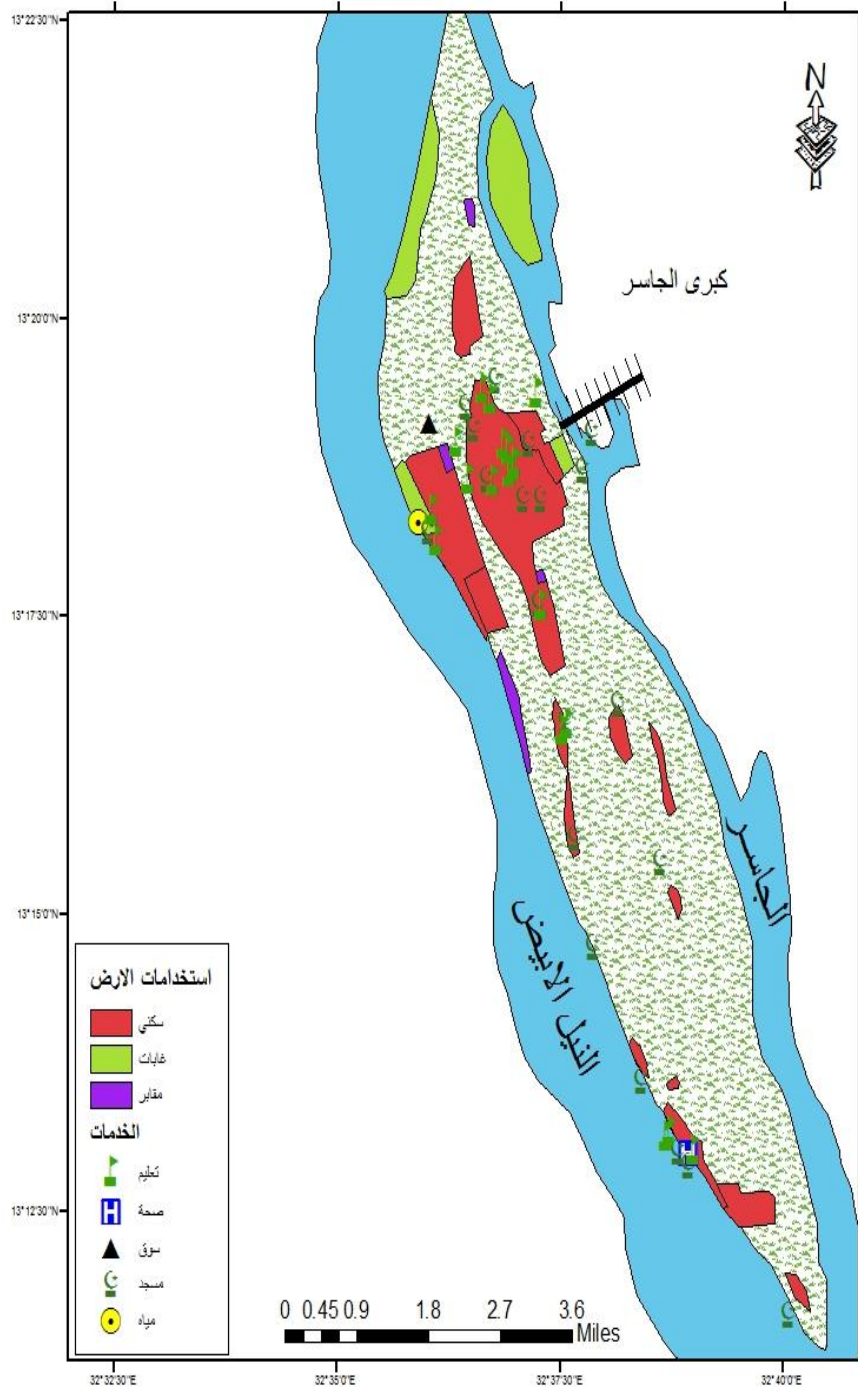 13°22'30"N
N
كبرى الجاسر
13°20'0"N
13°17'30"N
الجاسر
13°15'0"N
النيل الابيض
استخدامات الارض
سكني
غابات
مقابر
الخدمات
تعليم
H
صحة
سوق
مسجد
مياه
13°12'30"N
H
0 0.45 0.9 1.8 2.7 3.6
Miles
32°32'30"E 32°35'0"E 32°37'30"E 32°40'0"E